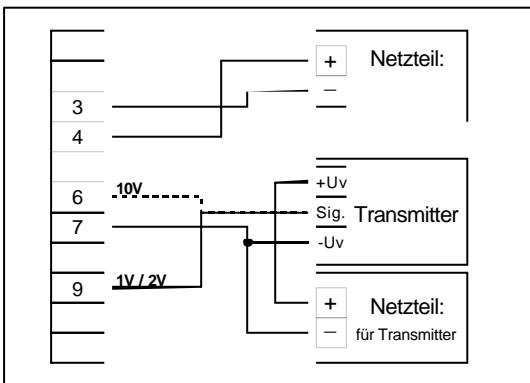 + Netzteil:
−
3
4
+Uv
6 10V
Sig. Transmitter
7
-Uv
9 1V / 2V
+ Netzteil:
− für Transmitter